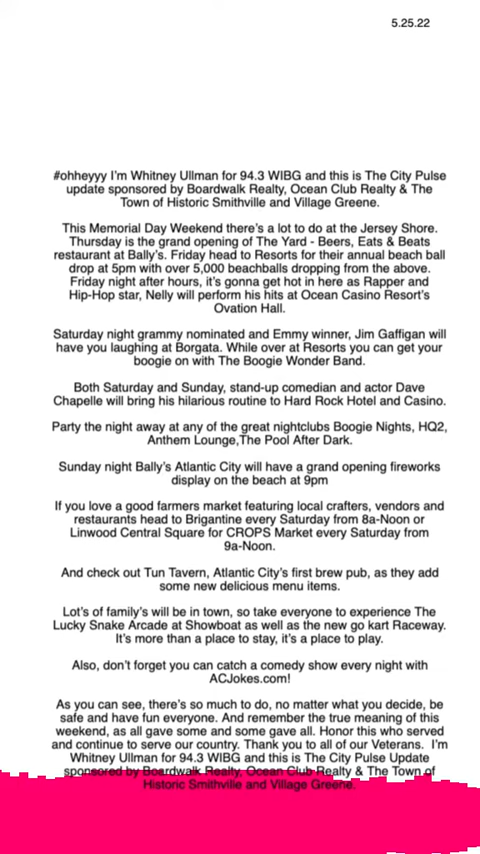 5.25.22
#ohheyyy I'm Whitney Ullman for 94.3 WIBG and this is The City Pulse
update sponsored by Boardwalk Realty, Ocean Club Realty & The
Town of Historic Smithville and Village Greene.
This Memorial Day Weekend there's a lot to do at the Jersey Shore.
Thursday is the grand opening of The Yard - Beers, Eats & Beats
restaurant at Bally's. Friday head to Resorts for their annual beach ball
drop at 5pm with over 5,000 beachballs dropping from the above.
Friday night after hours, it's gonna get hot in here as Rapper and
Hip-Hop star, Nelly will perform his hits at Ocean Casino Resort's
Ovation Hall.
Saturday night grammy nominated and Emmy winner, Jim Gaffigan will
have you laughing at Borgata. While over at Resorts you can get your
boogie on with The Boogie Wonder Band.
Both Saturday and Sunday, stand-up comedian and actor Dave
Chapelle will bring his hilarious routine to Hard Rock Hotel and Casino.
Party the night away at any of the great nightclubs Boogie Nights, HQ2,
Anthem Lounge,The Pool After Dark.
Sunday night Bally's Atlantic City will have a grand opening fireworks
display on the beach at 9pm
If you love a good farmers market featuring local crafters, vendors and
restaurants head to Brigantine every Saturday from 8a-Noon or
Linwood Central Square for CROPS Market every Saturday from
9a-Noon.
And check out Tun Tavern, Atlantic City's first brew pub, as they add
some new delicious menu items.
Lot's of family's will be in town, so take everyone to experience The
Lucky Snake Arcade at Showboat as well as the new go kart Raceway.
It's more than a place to stay, it's a place to play.
Also, don't forget you can catch a comedy show every night with
ACJokes.com!
As you can see, there's so much to do, no matter what you decide, be
safe and have fun everyone. And remember the true meaning of this
weekend, as all gave some and some gave all. Honor this who served
and continue to serve our country. Thank you to all of our Veterans. I'm
Whitney Ullman for 94.3 WIBG and this is The City Pulse Update
sponsored by Boardwalk Realty, Ocean Club Realty & The Town of
Historic Smithville and Village Greene.